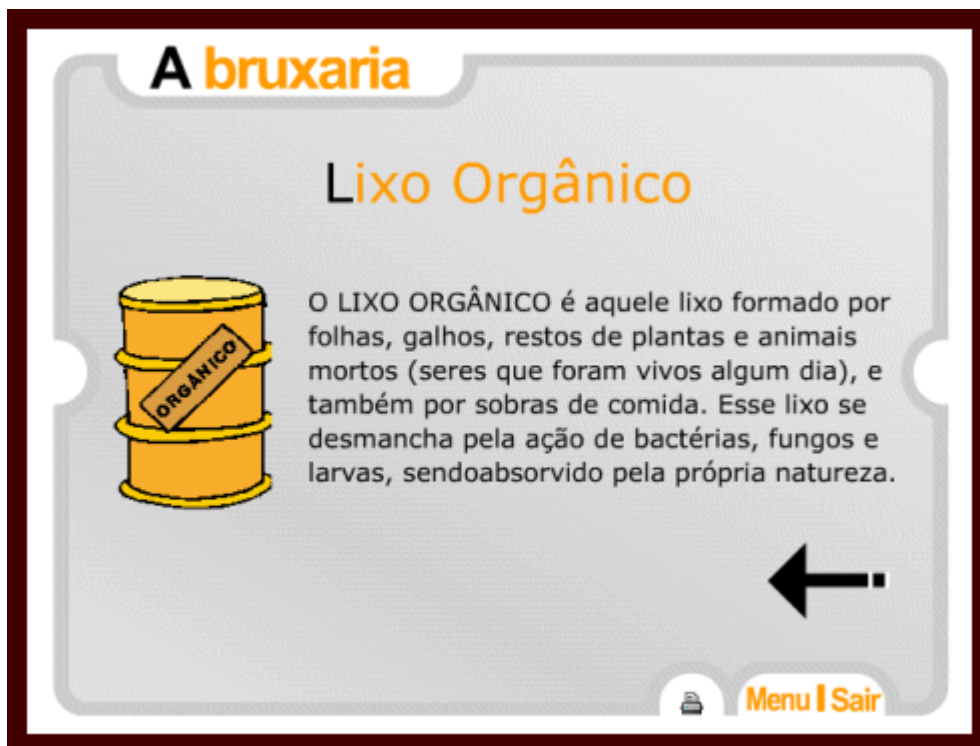 A bruxaria
Lixo Orgânico
ORGÂNICO
O LIXO ORGÂNICO é aquele lixo formado por
folhas, galhos, restos de plantas e animais
mortos (seres que foram vivos algum dia), e
também por sobras de comida. Esse lixo se
desmancha pela ação de bactérias, fungos e
larvas, sendoabsorvido pela própria natureza.
Menu | Sair